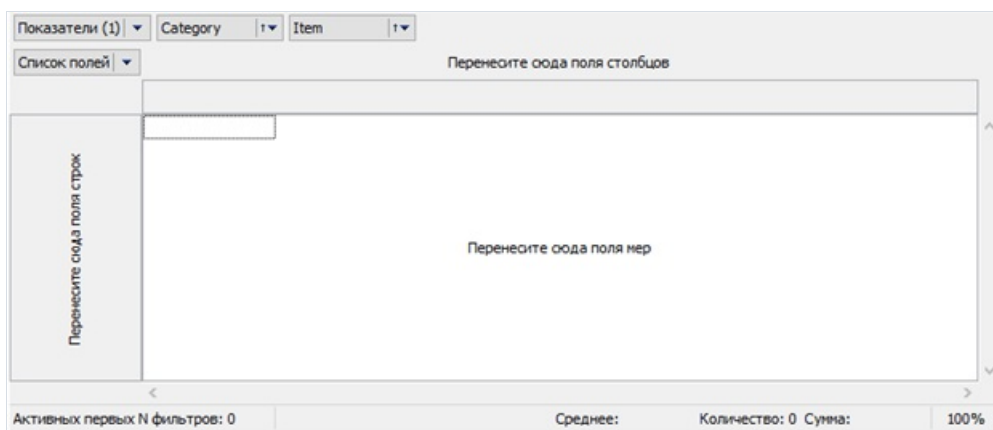 Показатели (1) Category Item
Список полей Перенесите сюда поля столбцов
Перенесите сюда поля строк
Перенесите сюда поля мер
Активных первых N фильтров: 0 Среднее: Количество: 0 Сумма: 100%